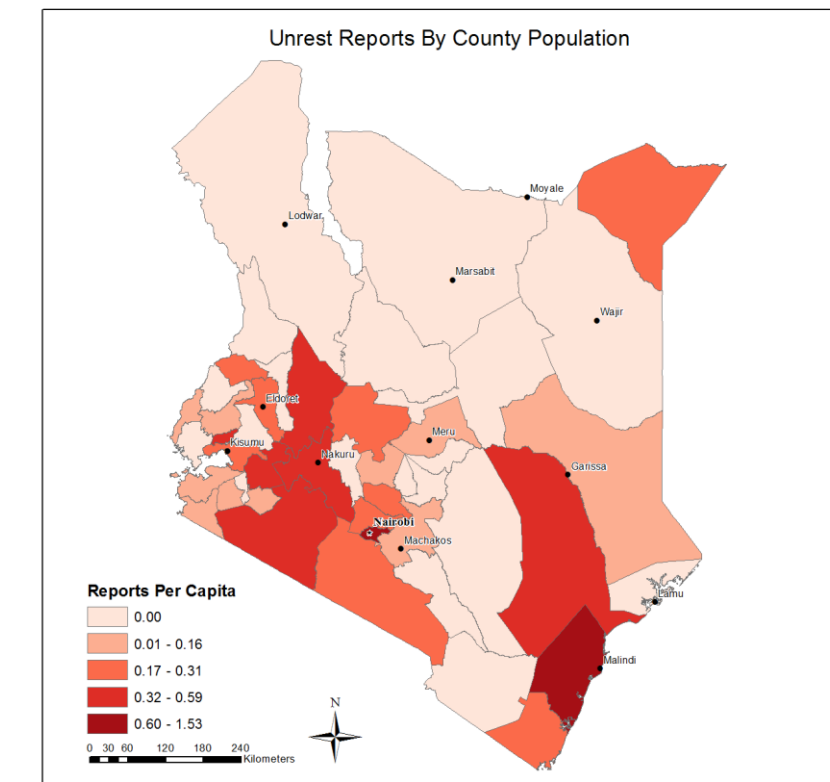 Unrest Reports By County Population
Moyale
Lodwar
Marsabit
Wajir
Eldoret
Meru
Kisumu
Nakuru
Garissa
Nairobi
Machakos
Lamu
Malindi
Reports Per Capita
0.00
0.01 - 0.16
0.17 - 0.31
0.32 - 0.59
0.60 - 1.53
N
0 30 60 120 180 240
Kilometers